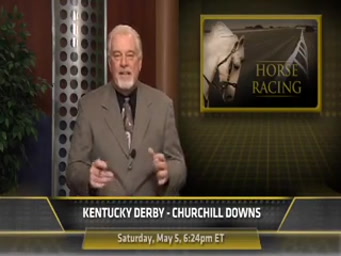 HORSE
RACING
KENTUCKY DERBY - CHURCHILL DOWNS
Saturday, May 5, 6:24pm ET